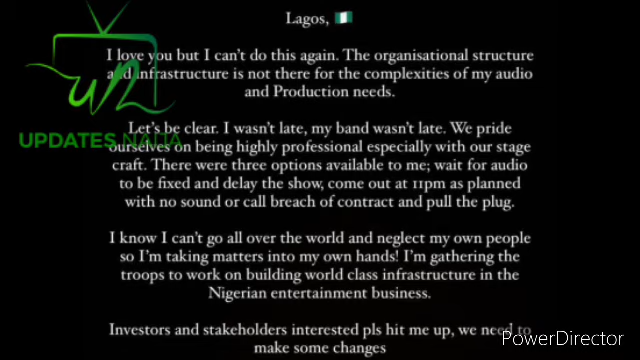 Lagos, 🇳🇬
I love you but I can't do this again. The organisational structure
and infrastructure is not there for the complexities of my audio
and Production needs.
Let's be clear. I wasn't late, my band wasn't late. We pride
ourselves on being highly professional especially with our stage
craft. There were three options available to me; wait for audio
to be fixed and delay the show, come out at 11pm as planned
with no sound or call breach of contract and pull the plug.
I know I can't go all over the world and neglect my own people
so I'm taking matters into my own hands! I'm gathering the
troops to work on building world class infrastructure in the
Nigerian entertainment business.
Investors and stakeholders interested pls hit me up, we need to
make some changes
un
UPDATES NAIJA
PowerDirector